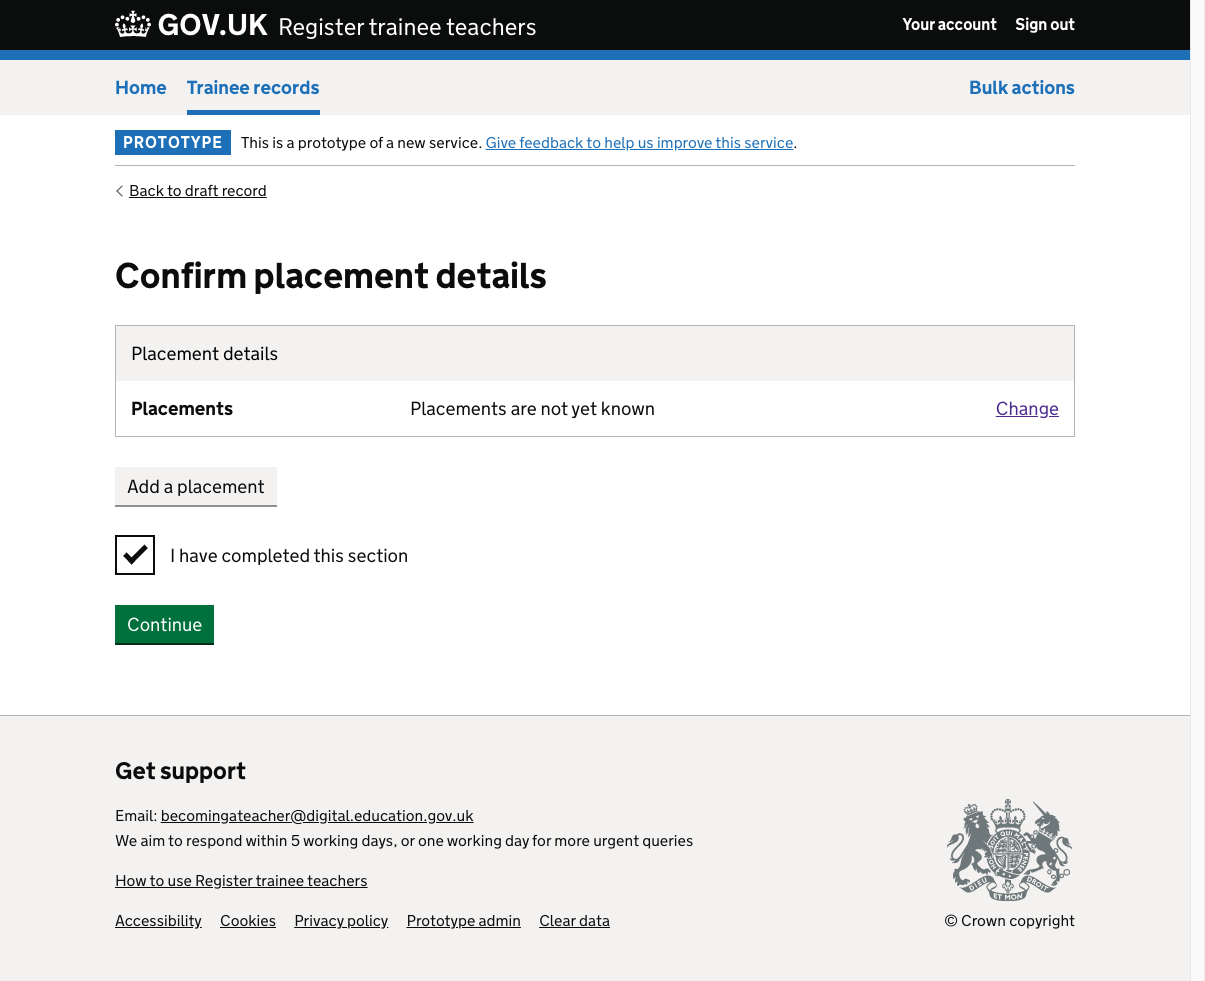 GOV.UK Register trainee teachers Your account Sign out
Home Trainee records Bulk actions
PROTOTYPE This is a prototype of a new service. Give feedback to help us improve this service.
Back to draft record
Confirm placement details
Placement details
Placements Placements are not yet known Change
Add a placement
I have completed this section
Continue
Get support
Email: becomingateacher@digital.education.gov.uk
We aim to respond within 5 working days, or one working day for more urgent queries
How to use Register trainee teachers
Accessibility Cookies Privacy policy Prototype admin Clear data
© Crown copyright
DIEU ET MON DROIT